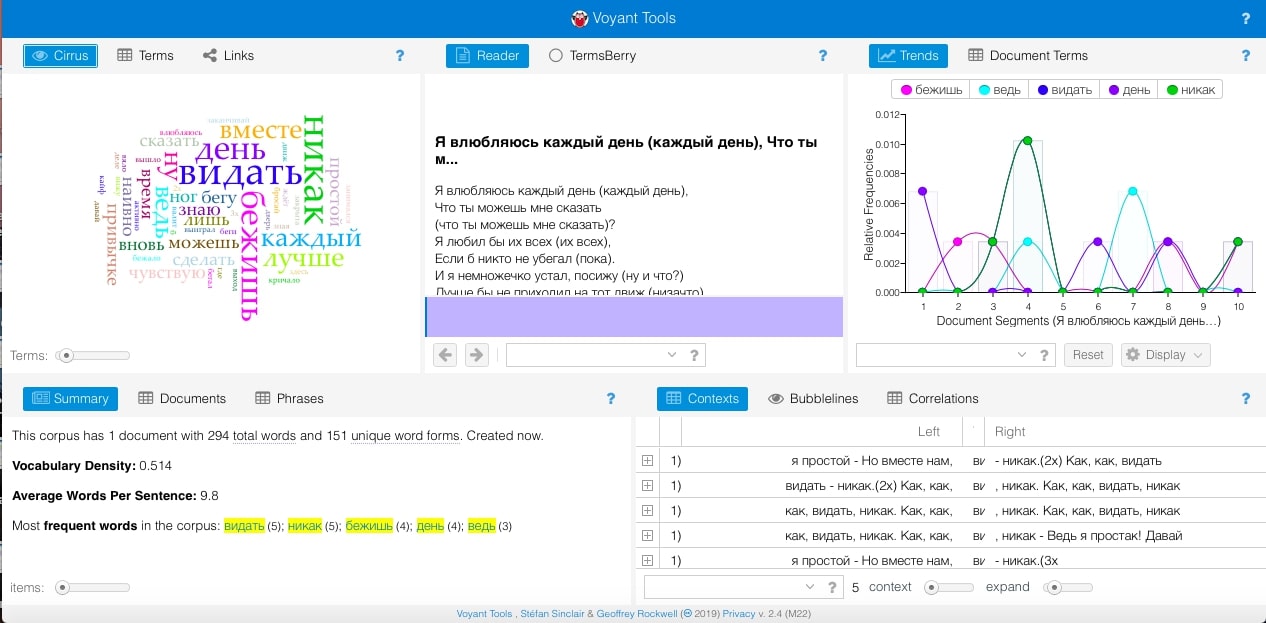 Voyant Tools ?
Cirrus Terms Links ?
Reader TermsBerry ?
Trends Document Terms ?
заканчивай
влюбляюсь
вместе
никак
сказать
день
видать
ну
вышло
время
кайф
давай
наивно
привычке
ведь
ног бегу
знаю
лишь
выиграл беги
вновь можешь
бежишь
каждый
простой
сделать
лучше
чувствую
бежало
бегал
где
выход
кричало
здесь
Terms:
Я влюбляюсь каждый день (каждый день), Что ты
м...
Я влюбляюсь каждый день (каждый день),
Что ты можешь мне сказать
(что ты можешь мне сказать)?
Я любил бы их всех (их всех),
Если б никто не убегал (пока).
И я немножечко устал, посижу (ну и что?)
Лучше бы не приходил на тот движ (низачто)
?
бежишь ведь видать день никак
Relative Frequencies
0.012
0.010
0.008
0.006
0.004
0.002
0.000
1 2 3 4 5 6 7 8 9 10
Document Segments (Я влюбляюсь каждый день…)
? Reset Display
Summary Documents Phrases ?
This corpus has 1 document with 294 total words and 151 unique word forms. Created now.
Vocabulary Density: 0.514
Average Words Per Sentence: 9.8
Most frequent words in the corpus: видать (5); никак (5); бежишь (4); день (4); ведь (3)
items:
Contexts Bubblelines Correlations ?
Left Right
1) я простой - Но вместе нам, ви - никак.(2x) Как, как, видать
1) видать - никак.(2x) Как, как, ви , никак. Как, как, видать, никак
1) как, видать, никак. Как, как, ви , никак. Как, как, видать, никак
1) как, видать, никак. Как, как, ви , никак - Ведь я простак! Давай
1) я простой - Но вместе нам, ви - никак.(3x
? 5 context expand
Voyant Tools , Stéfan Sinclair & Geoffrey Rockwell (© 2019) Privacy v. 2.4 (M22)